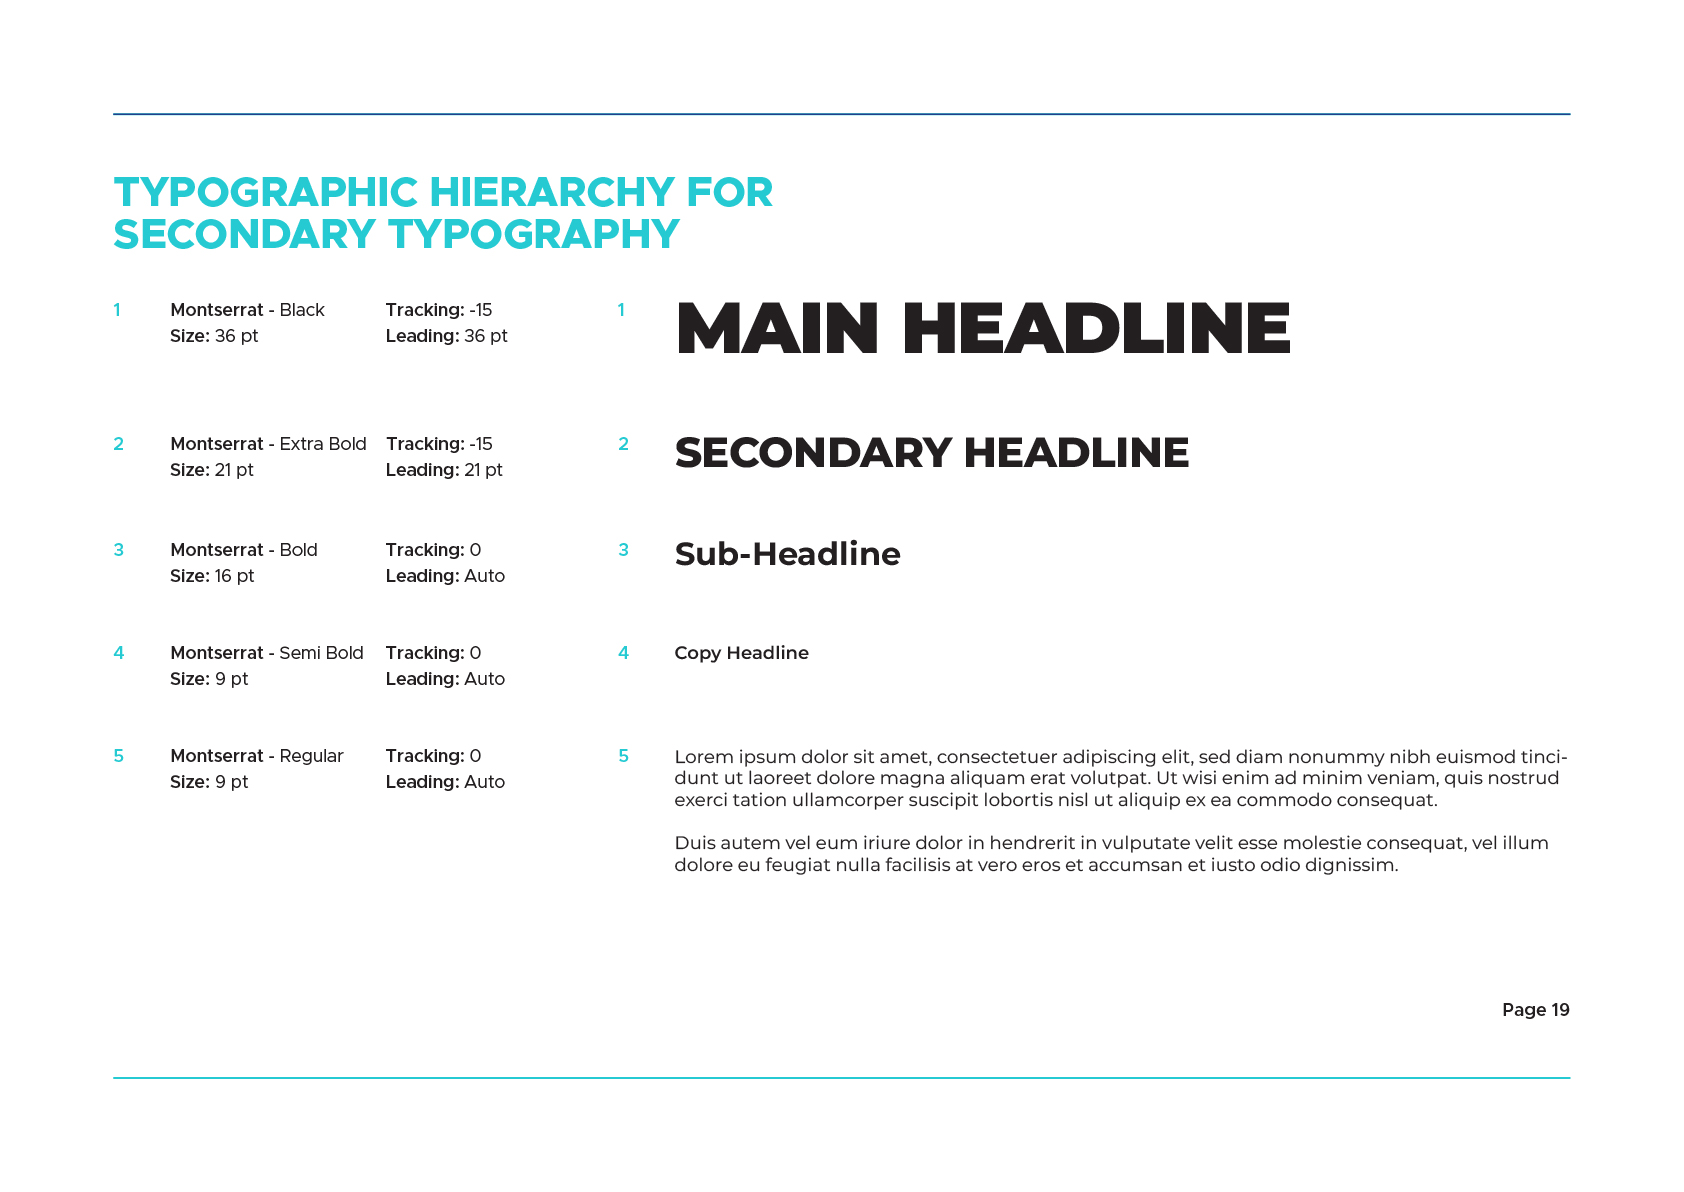 TYPOGRAPHIC HIERARCHY FOR
SECONDARY TYPOGRAPHY
1 Montserrat - Black Tracking: -15
Size: 36 pt Leading: 36 pt
2 Montserrat - Extra Bold Tracking: -15
Size: 21 pt Leading: 21 pt
3 Montserrat - Bold Tracking: 0
Size: 16 pt Leading: Auto
4 Montserrat - Semi Bold Tracking: 0
Size: 9 pt Leading: Auto
5 Montserrat - Regular Tracking: 0
Size: 9 pt Leading: Auto
1 MAIN HEADLINE
2 SECONDARY HEADLINE
3 Sub-Headline
4 Copy Headline
5 Lorem ipsum dolor sit amet, consectetuer adipiscing elit, sed diam nonummy nibh euismod tinci-
dunt ut laoreet dolore magna aliquam erat volutpat. Ut wisi enim ad minim veniam, quis nostrud
exerci tation ullamcorper suscipit lobortis nisl ut aliquip ex ea commodo consequat.
Duis autem vel eum iriure dolor in hendrerit in vulputate velit esse molestie consequat, vel illum
dolore eu feugiat nulla facilisis at vero eros et accumsan et iusto odio dignissim.
Page 19